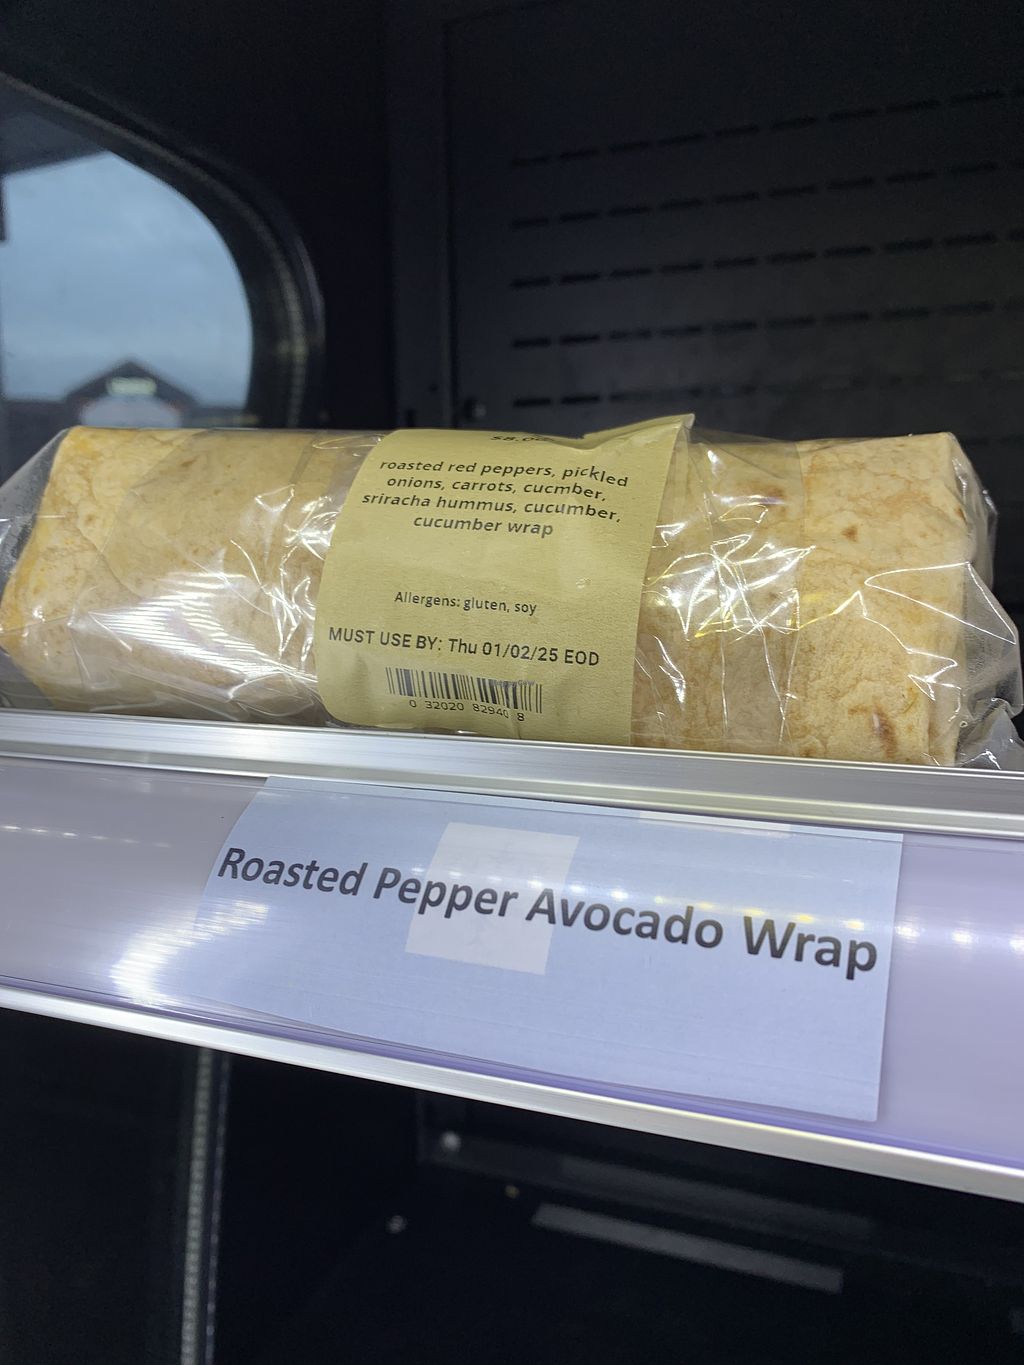 roasted red peppers, pickled
onions, carrots, cucmber,
sriracha hummus, cucumber,
cucumber wrap
Allergens: gluten, soy
MUST USE BY: Thu 01/02/25 EOD
0 32020 82940 8
Roasted Pepper Avocado Wrap